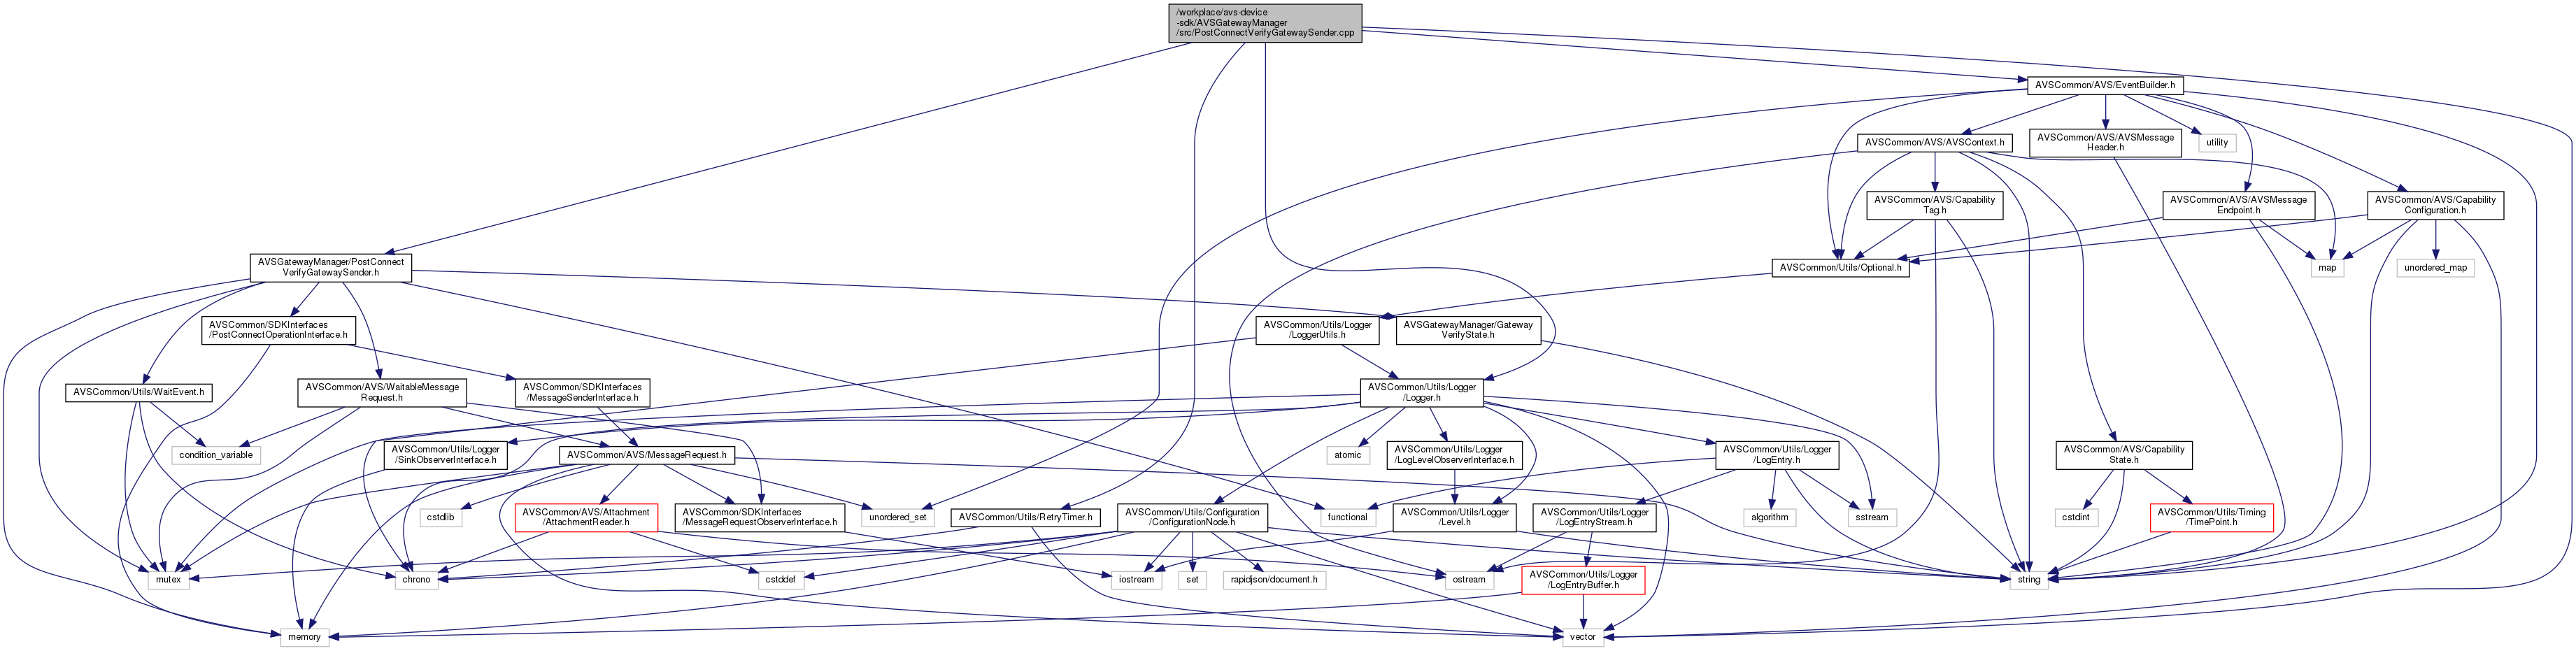 /workplace/avs-device
-sdk/AVSGatewayManager
/src/PostConnectVerifyGatewaySender.cpp
AVSCommon/AVS/EventBuilder.h
AVSCommon/AVS/AVSContext.h
AVSCommon/AVS/AVSMessage
Header.h
utility
AVSCommon/AVS/Capability
Tag.h
AVSCommon/AVS/AVSMessage
Endpoint.h
AVSCommon/AVS/Capability
Configuration.h
AVSGatewayManager/PostConnect
VerifyGatewaySender.h
AVSCommon/Utils/Optional.h
map
unordered_map
AVSCommon/SDKInterfaces
/PostConnectOperationInterface.h
AVSCommon/Utils/Logger
/LoggerUtils.h
AVSGatewayManager/Gateway
VerifyState.h
AVSCommon/Utils/WaitEvent.h
AVSCommon/AVS/WaitableMessage
Request.h
AVSCommon/SDKInterfaces
/MessageSenderInterface.h
AVSCommon/Utils/Logger
/Logger.h
condition_variable
AVSCommon/Utils/Logger
/SinkObserverInterface.h
AVSCommon/AVS/MessageRequest.h
atomic
AVSCommon/Utils/Logger
/LogLevelObserverInterface.h
AVSCommon/Utils/Logger
/LogEntry.h
AVSCommon/AVS/Capability
State.h
cstdlib
AVSCommon/AVS/Attachment
/AttachmentReader.h
AVSCommon/SDKInterfaces
/MessageRequestObserverInterface.h
unordered_set
AVSCommon/Utils/RetryTimer.h
AVSCommon/Utils/Configuration
/ConfigurationNode.h
functional
AVSCommon/Utils/Logger
/Level.h
AVSCommon/Utils/Logger
/LogEntryStream.h
algorithm
sstream
cstdint
AVSCommon/Utils/Timing
/TimePoint.h
mutex
chrono
cstddef
iostream
set
rapidjson/document.h
ostream
AVSCommon/Utils/Logger
/LogEntryBuffer.h
string
memory
vector